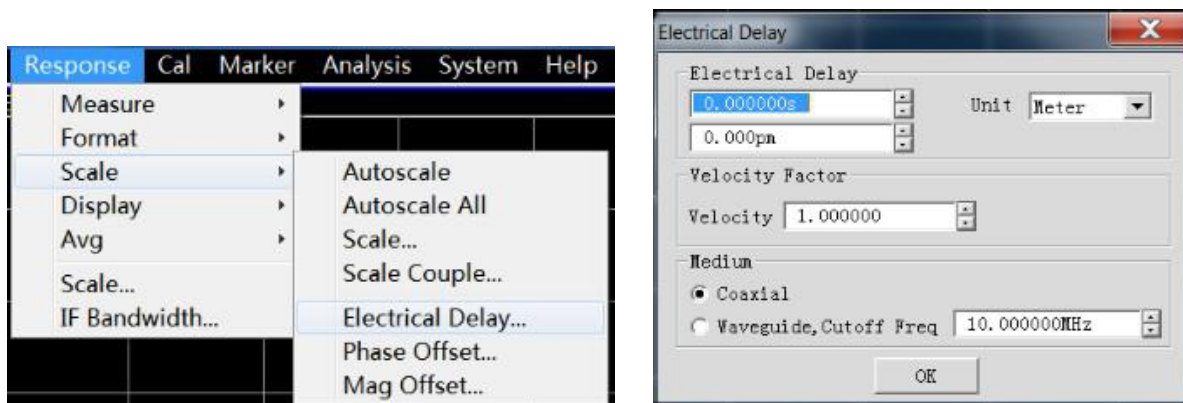 Response Cal Marker Analysis System Help
Measure
Format
Scale
Display
Avg
Scale...
IF Bandwidth...
Autoscale
Autoscale All
Scale...
Scale Couple...
Electrical Delay...
Phase Offset...
Mag Offset...
Electrical Delay
Electrical Delay
0.000000s Unit Meter
0.000pm
Velocity Factor
Velocity 1.000000
Medium
Coaxial
Waveguide,Cutoff Freq 10.000000MHz
OK